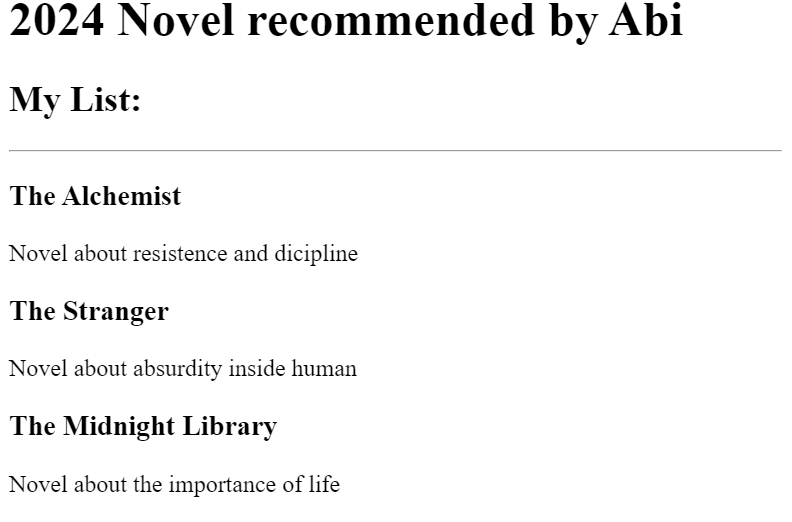 2024 Novel recommended by Abi
My List:
The Alchemist
Novel about resistence and dicipline
The Stranger
Novel about absurdity inside human
The Midnight Library
Novel about the importance of life